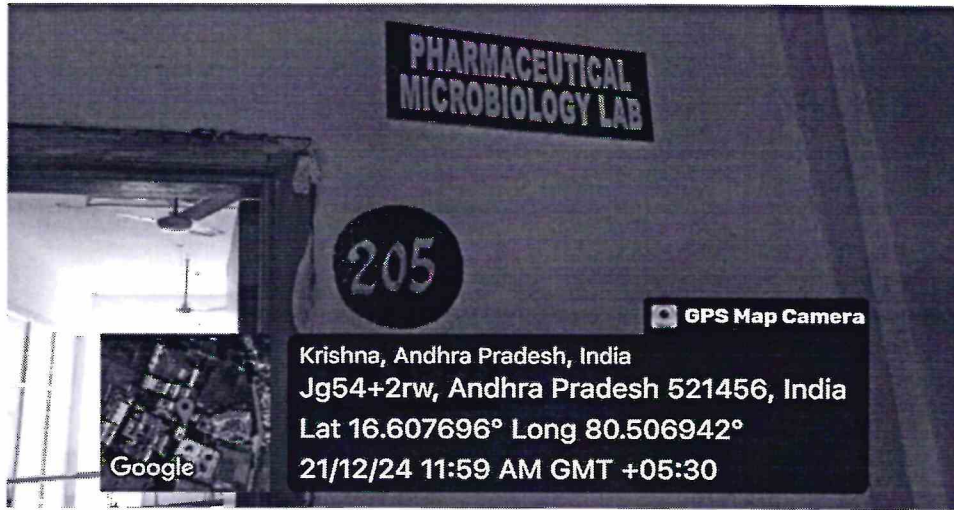 PHARMACEUTICAL
MICROBIOLOGY LAB
205
GPS Map Camera
Krishna, Andhra Pradesh, India
Jg54+2rw, Andhra Pradesh 521456, India
Lat 16.607696° Long 80.506942°
21/12/24 11:59 AM GMT +05:30
Google